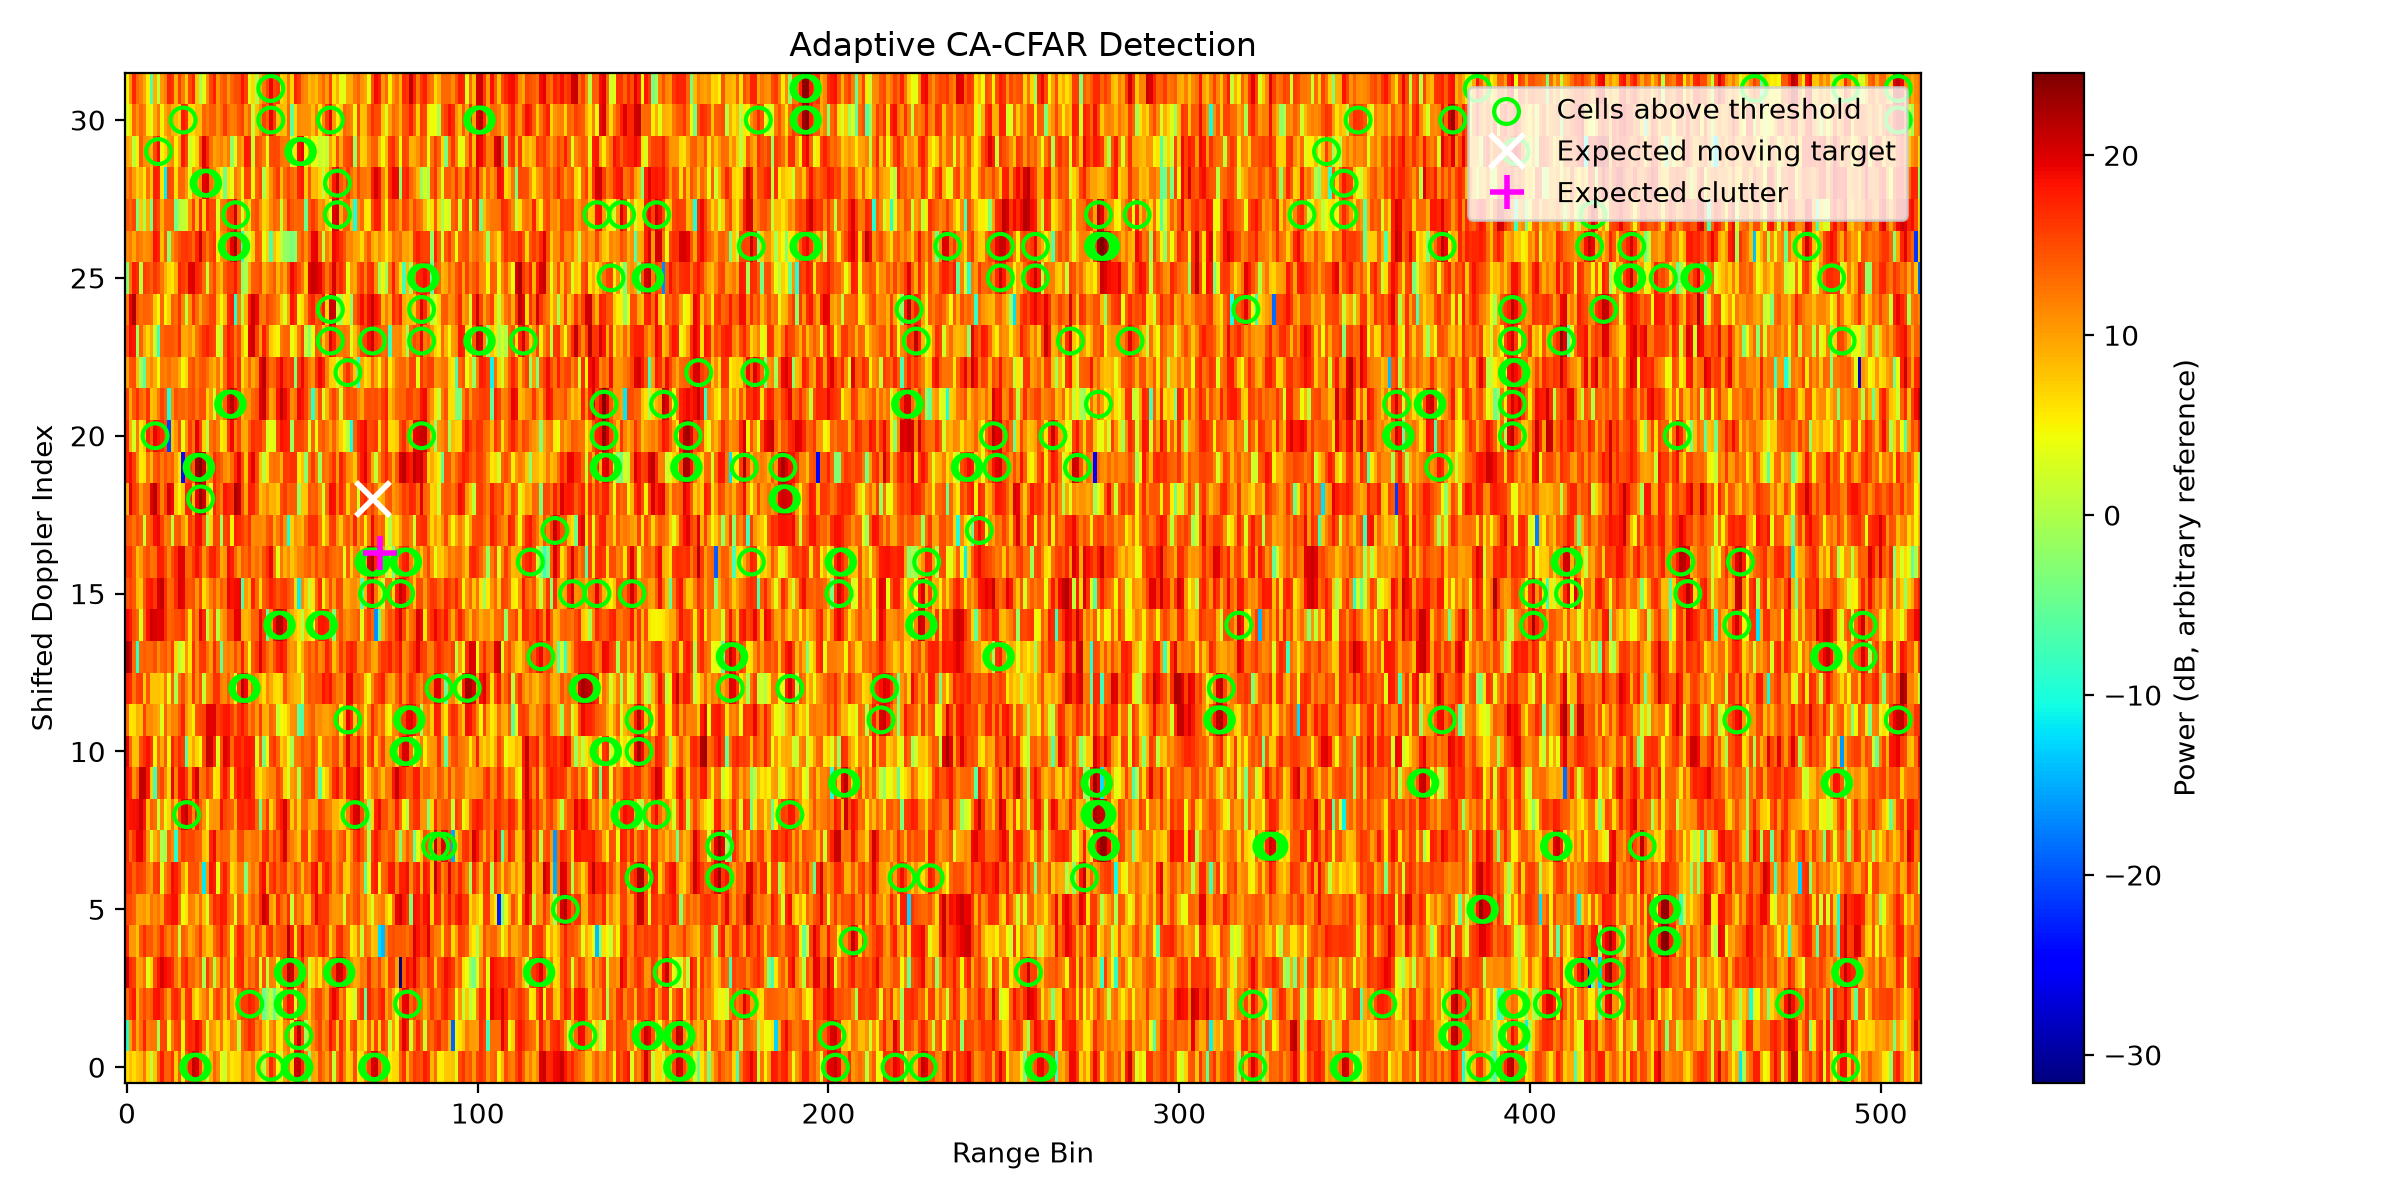 Adaptive CA-CFAR Detection
Cells above threshold
Expected moving target
Expected clutter
Shifted Doppler Index
30
25
20
15
10
5
0
0 100 200 300 400 500
Range Bin
20
10
0
−10
−20
−30
Power (dB, arbitrary reference)